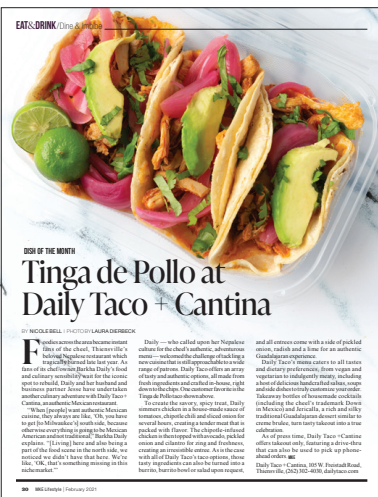 EAT&DRINK/Dine & Imbibe
DISH OF THE MONTH
Tinga de Pollo at
Daily Taco + Cantina
BY NICOLE BELL | PHOTO BY LAURA DIERBECK
Foodies across the area became instant
fans of the cheel, Thiensville's
beloved Nepalese restaurant which
tragically burned late last year. As
fans of its chef/owner Barkha Daily's food
and culinary sensibility wait for the iconic
spot to rebuild, Daily and her husband and
business partner Jesse have undertaken
another culinary adventure with Daily Taco +
Cantina, an authentic Mexican restaurant.
"When [people] want authentic Mexican
cuisine, they always are like, 'Oh, you have
to get [to Milwaukee's] south side, because
otherwise everything is going to be Mexican
American and not traditional,'" Barkha Daily
explains. "[Living] here and also being a
part of the food scene in the north side, we
noticed we didn't have that here. We're
like, 'OK, that's something missing in this
niche market.'"
Daily — who called upon her Nepalese
culture for the cheel's authentic, adventurous
menu — welcomed the challenge of tackling a
new cuisine that is still approachable to a wide
range of patrons. Daily Taco offers an array
of tasty and authentic options, all made from
fresh ingredients and crafted in-house, right
down to the chips. One customer favorite is the
Tinga de Pollo taco shown above.
To create the savory, spicy treat, Daily
simmers chicken in a house-made sauce of
tomatoes, chipotle chili and sliced onion for
several hours, creating a tender meat that is
packed with flavor. The chipotle-infused
chicken is then topped with avocado, pickled
onion and cilantro for ring and freshness,
creating an irresistible entree. As is the case
with all of Daily Taco's meaty options, those
tasty ingredients can also be turned into a
burrito, burrito bowl or salad upon request,
and all entrees come with a side of pickled
onion, radish and a lime for an authentic
Guadalajaran experience.
Daily Taco's menu caters to all tastes
and dietary preferences, from vegan and
vegetarian to indulgently meaty, including
a host of delicious handcrafted salsas, soups
and side dishes to truly customize your order.
Takeaway bottles of housemade cocktails
(including the cheel's trademark Down
in Mexico) and Jericalla, a rich and silky
traditional Guadalajaran dessert similar to
creme brulee, turn tasty takeout into a true
celebration.
As of press time, Daily Taco + Cantine
offers takeout only, featuring a drive-thru
that can also be used to pick up phone-
ahead orders. MKE
Daily Taco + Cantina, 105 W. Freistadt Road,
Thiensville, (262) 302-4030, dailytaco.com
MKE Lifestyle | February 2021